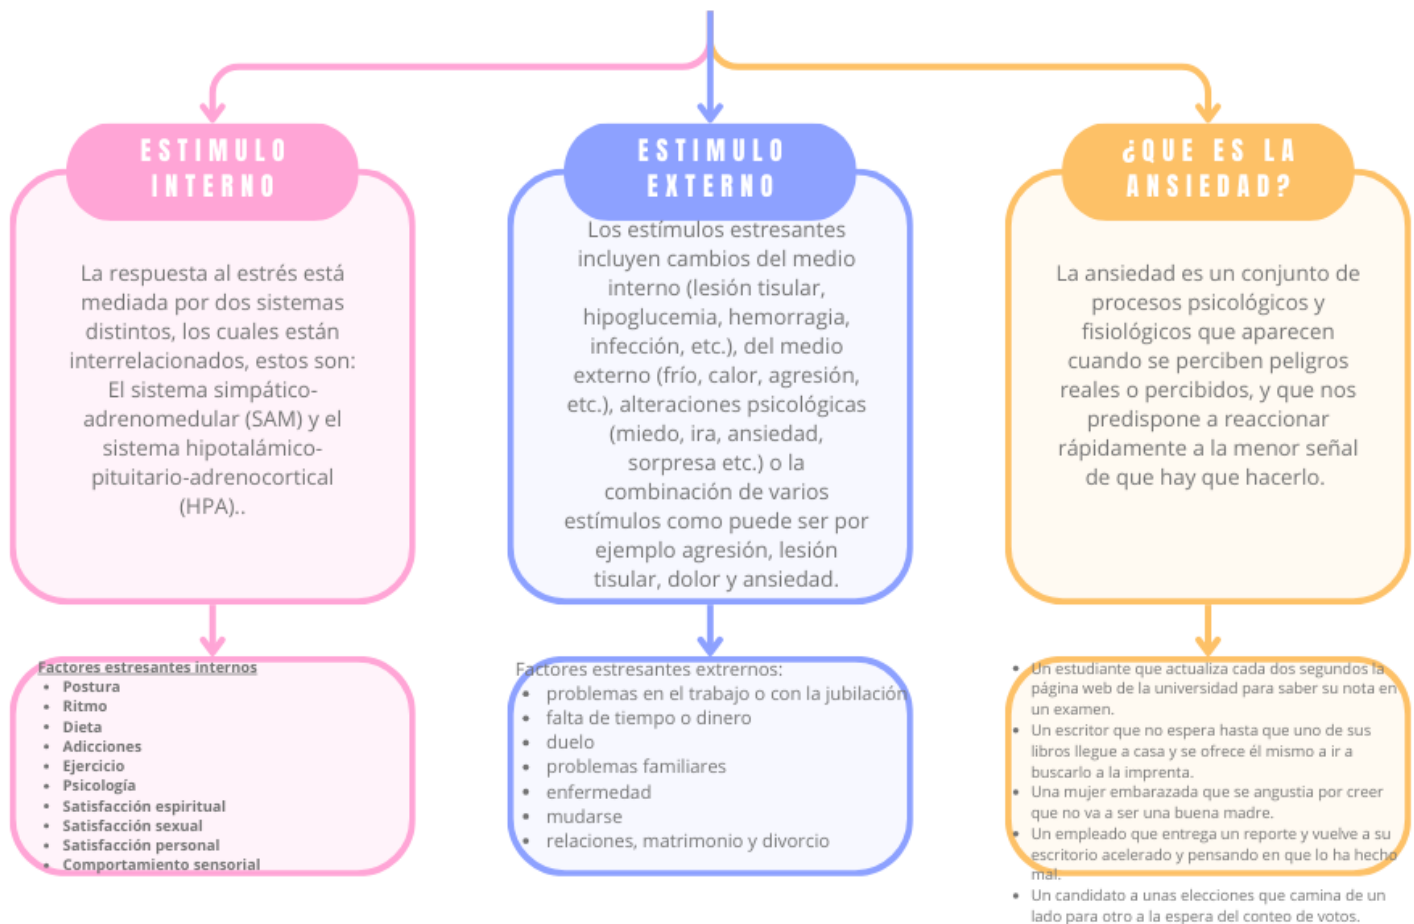 ESTIMULO
INTERNO
La respuesta al estrés está
mediada por dos sistemas
distintos, los cuales están
interrelacionados, estos son:
El sistema simpático-
adrenomedular (SAM) y el
sistema hipotalámico-
pituitario-adrenocortical
(HPA)..
Factores estresantes internos
• Postura
• Ritmo
• Dieta
• Adicciones
• Ejercicio
• Psicología
• Satisfacción espiritual
• Satisfacción sexual
• Satisfacción personal
• Comportamiento sensorial
ESTIMULO
EXTERNO
Los estímulos estresantes
incluyen cambios del medio
interno (lesión tisular,
hipoglucemia, hemorragia,
infección, etc.), del medio
externo (frío, calor, agresión,
etc.), alteraciones psicológicas
(miedo, ira, ansiedad,
sorpresa etc.) o la
combinación de varios
estímulos como puede ser por
ejemplo agresión, lesión
tisular, dolor y ansiedad.
Factores estresantes extrernos:
• problemas en el trabajo o con la jubilación
• falta de tiempo o dinero
• duelo
• problemas familiares
• enfermedad
• mudarse
• relaciones, matrimonio y divorcio
¿QUE ES LA
ANSIEDAD?
La ansiedad es un conjunto de
procesos psicológicos y
fisiológicos que aparecen
cuando se perciben peligros
reales o percibidos, y que nos
predispone a reaccionar
rápidamente a la menor señal
de que hay que hacerlo.
• Un estudiante que actualiza cada dos segundos la
página web de la universidad para saber su nota en
un examen.
• Un escritor que no espera hasta que uno de sus
libros llegue a casa y se ofrece él mismo a ir a
buscarlo a la imprenta.
• Una mujer embarazada que se angustia por creer
que no va a ser una buena madre.
• Un empleado que entrega un reporte y vuelve a su
escritorio acelerado y pensando en que lo ha hecho
mal.
• Un candidato a unas elecciones que camina de un
lado para otro a la espera del conteo de votos.